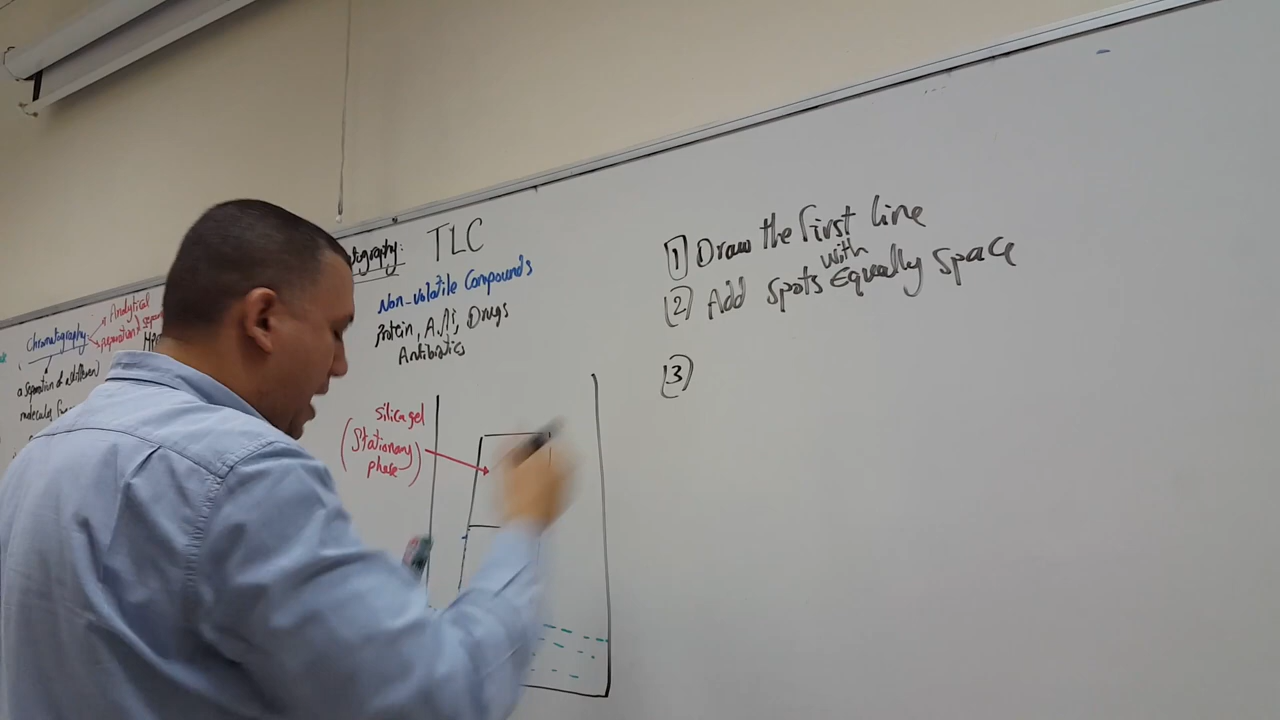 Chromatography
Analytical
preparation
a separation of a different
molecules
TLC
Non-volatile Compounds
protein, A.A, Drugs
Antibiotics
silica gel
(Stationary
phase)
1 Draw the first line
2 Add spots with Equally space
3